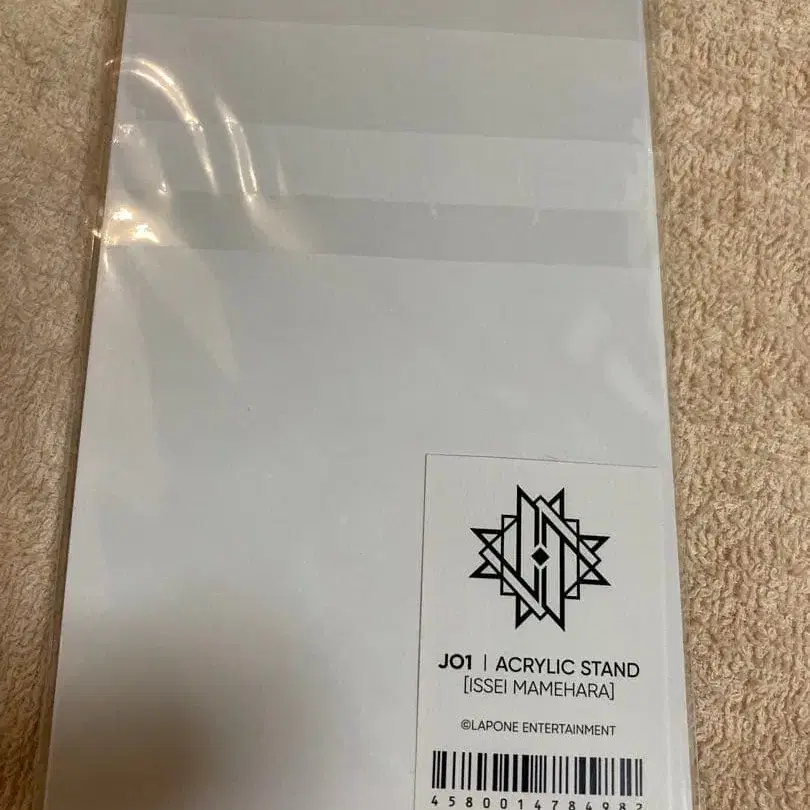 JO1 | ACRYLIC STAND
[ISSEI MAMEHARA]
©LAPONE ENTERTAINMENT
4580014784982